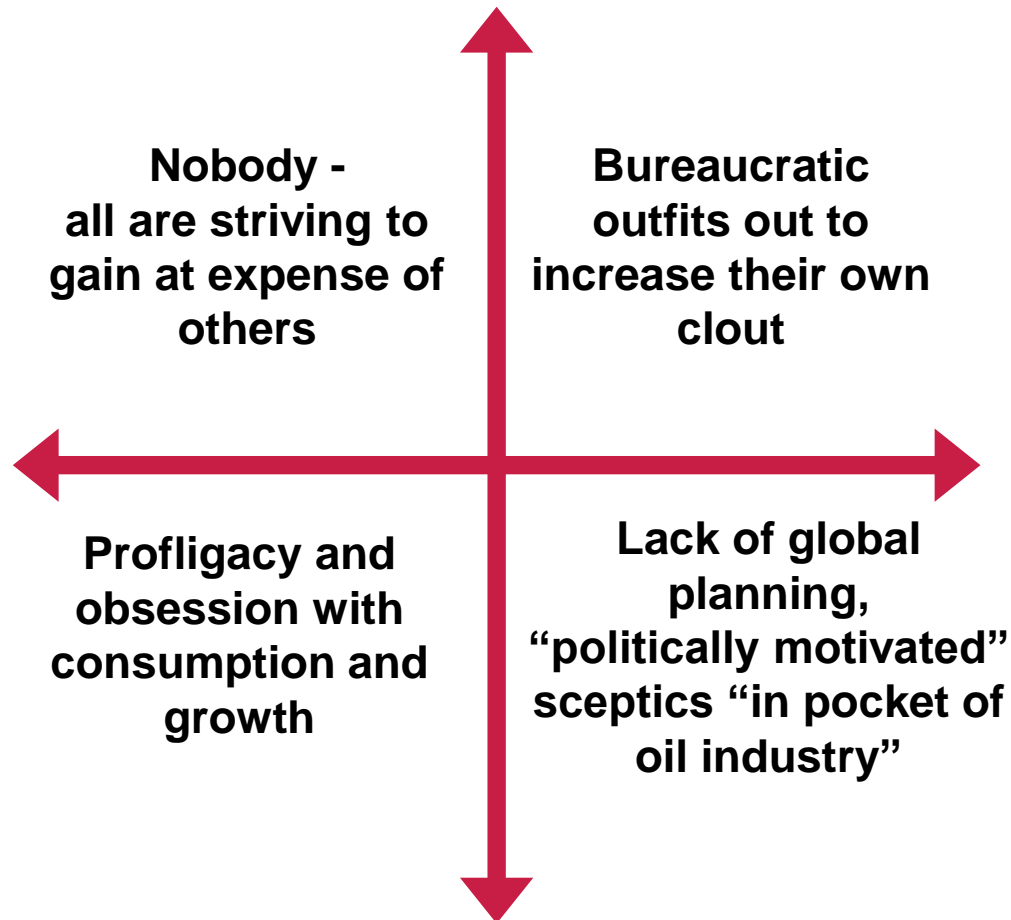 Nobody -
all are striving to
gain at expense of
others
Bureaucratic
outfits out to
increase their own
clout
Profligacy and
obsession with
consumption and
growth
Lack of global
planning,
“politically motivated”
sceptics “in pocket of
oil industry”